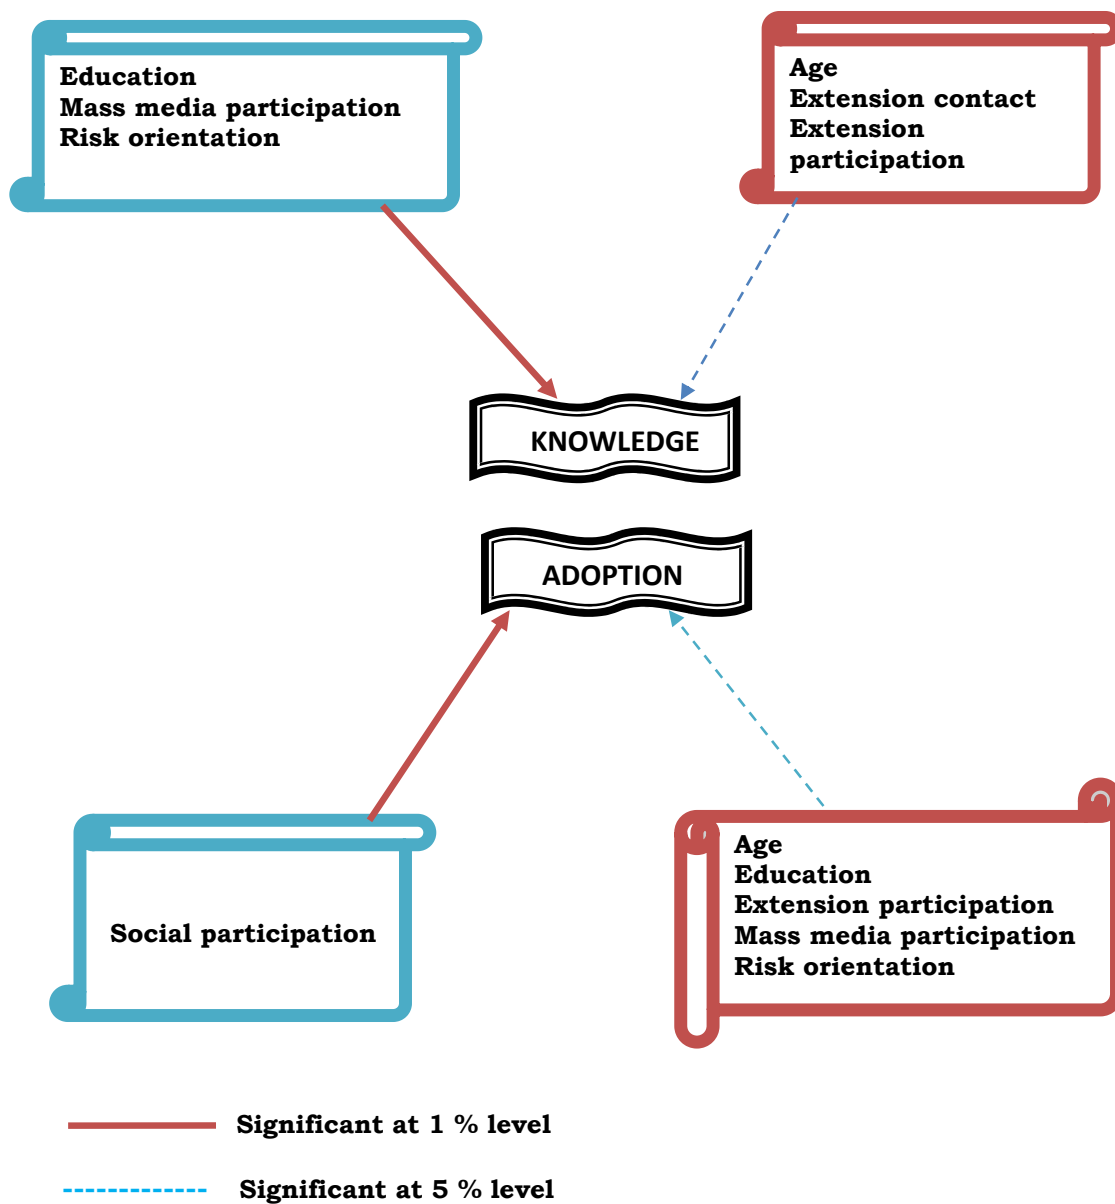 Education
Mass media participation
Risk orientation
Age
Extension contact
Extension
participation
KNOWLEDGE
ADOPTION
Social participation
Age
Education
Extension participation
Mass media participation
Risk orientation
Significant at 1 % level
Significant at 5 % level